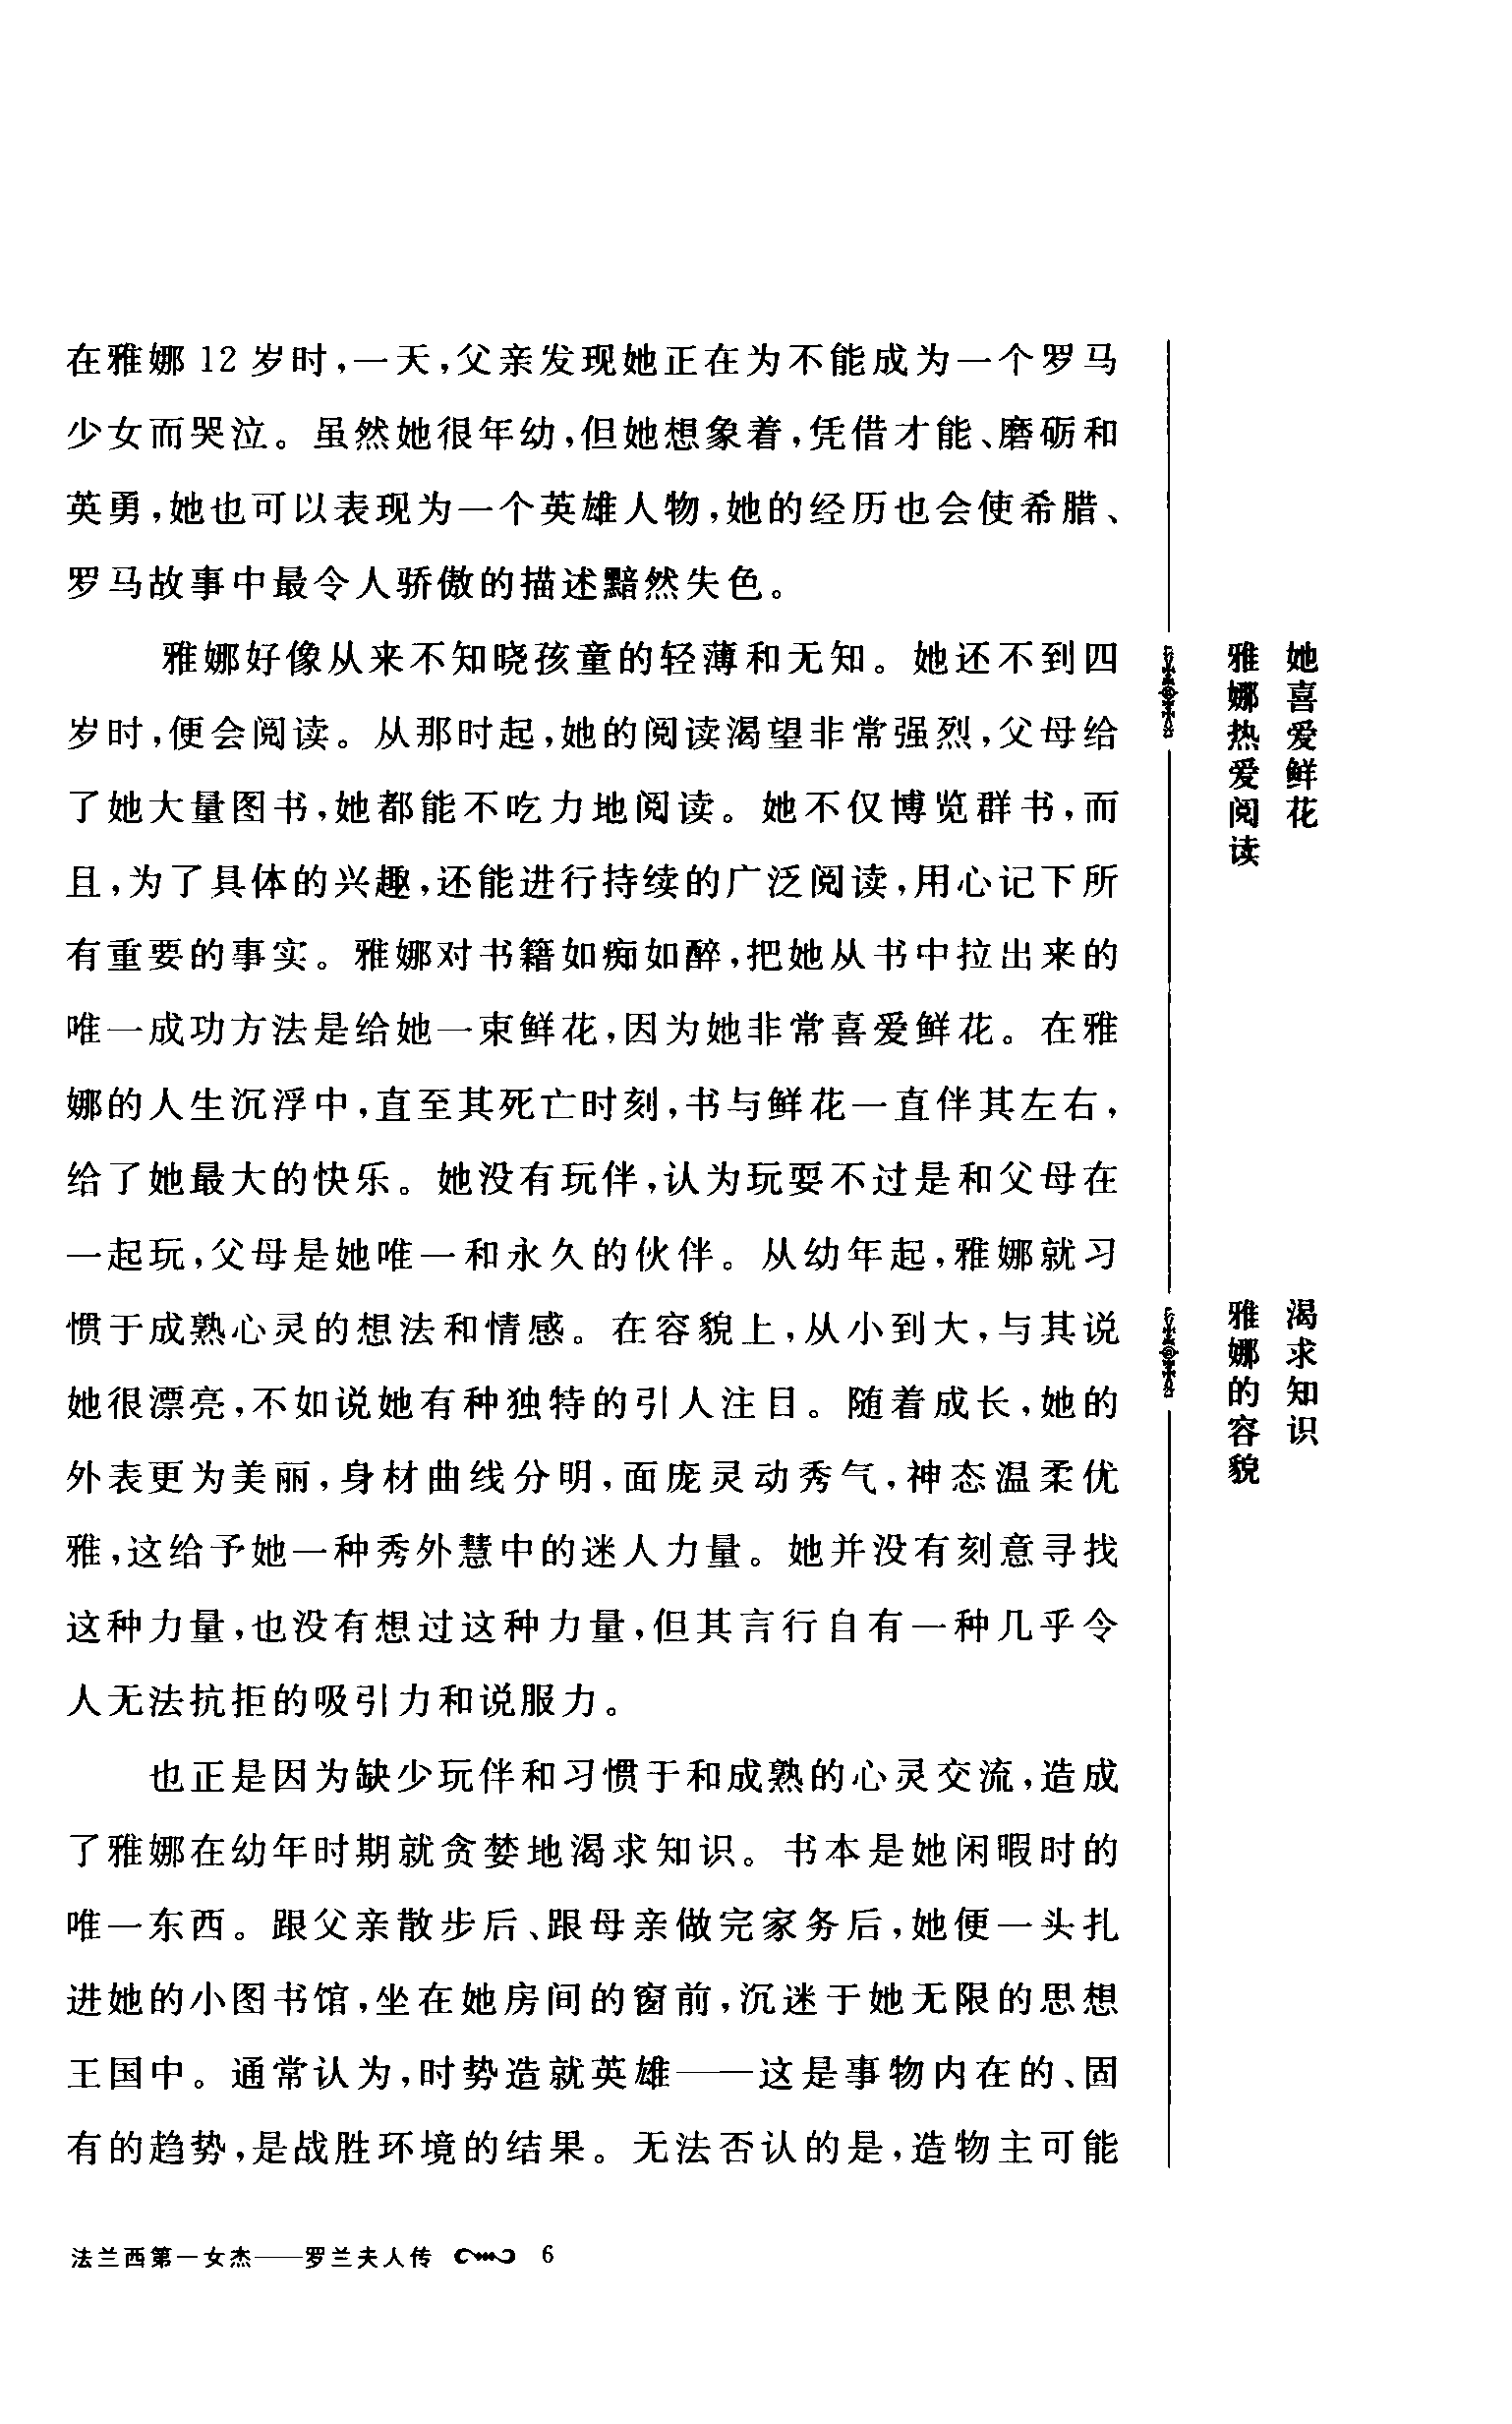 在雅娜12岁时,一天,父亲发现她正在为不能成为一个罗马
少女而哭泣。虽然她很年幼,但她想象着,凭借才能、磨砺和
英勇,她也可以表现为一个英雄人物,她的经历也会使希腊、
罗马故事中最令人骄傲的描述黯然失色。
雅娜好像从来不知晓孩童的轻薄和无知。她还不到四
岁时,便会阅读。从那时起,她的阅读渴望非常强烈,父母给
了她大量图书,她都能不吃力地阅读。她不仅博览群书,而
且,为了具体的兴趣,还能进行持续的广泛阅读,用心记下所
有重要的事实。雅娜对书籍如痴如醉,把她从书中拉出来的
唯一成功方法是给她一束鲜花,因为她非常喜爱鲜花。在雅
娜的人生沉浮中,直至其死亡时刻,书与鲜花一直伴其左右,
给了她最大的快乐。她没有玩伴,认为玩耍不过是和父母在
一起玩,父母是她唯一和永久的伙伴。从幼年起,雅娜就习
惯于成熟心灵的想法和情感。在容貌上,从小到大,与其说
她很漂亮,不如说她有种独特的引人注目。随着成长,她的
外表更为美丽,身材曲线分明,面庞灵动秀气,神态温柔优
雅,这给予她一种秀外慧中的迷人力量。她并没有刻意寻找
这种力量,也没有想过这种力量,但其言行自有一种几乎令
人无法抗拒的吸引力和说服力。
也正是因为缺少玩伴和习惯于和成熟的心灵交流,造成
了雅娜在幼年时期就贪婪地渴求知识。书本是她闲暇时的
唯一东西。跟父亲散步后、跟母亲做完家务后,她便一头扎
进她的小图书馆,坐在她房间的窗前,沉迷于她无限的思想
王国中。通常认为,时势造就英雄——这是事物内在的、固
有的趋势,是战胜环境的结果。无法否认的是,造物主可能
她喜爱鲜花
雅娜热爱阅读
渴求知识
雅娜的容貌
法兰西第一女杰——罗兰夫人传 6